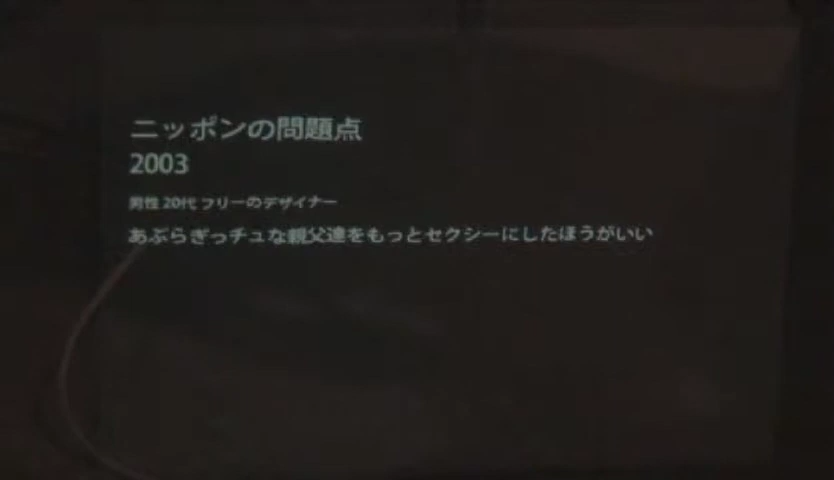 ニッポンの問題点
2003
男性 20代 フリーのデザイナー
あぶらぎっチュな親父達をもっとセクシーにしたほうがいい